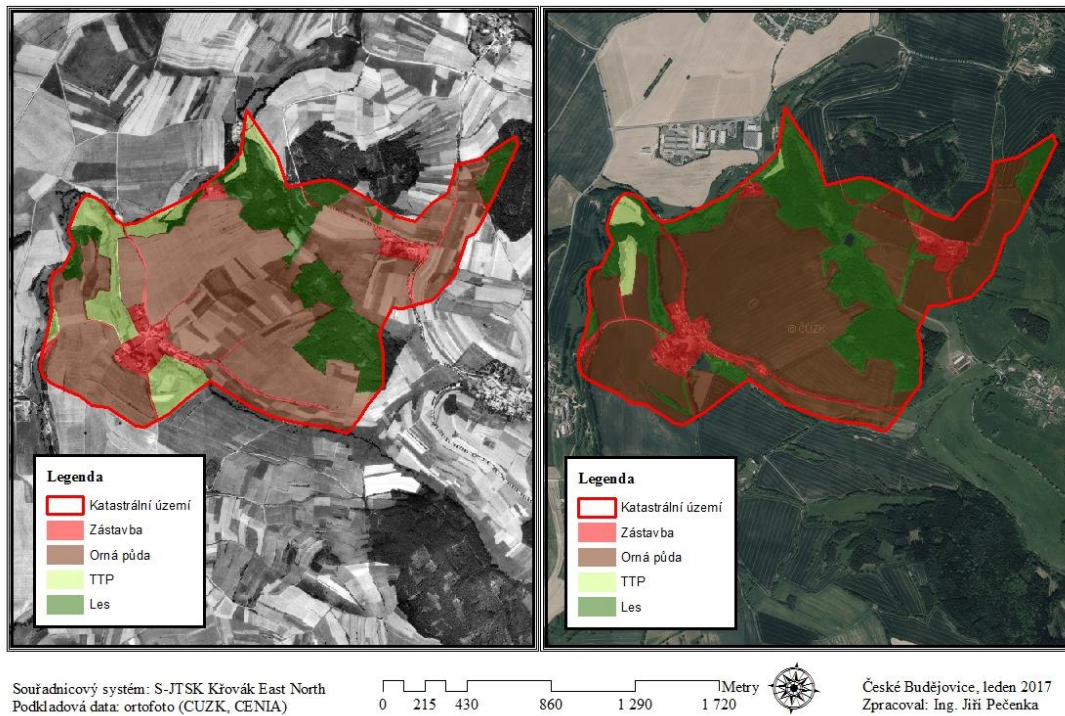 © ČÚZK
Legenda
Katastrální území
Zástavba
Orná půda
TTP
Les
Legenda
Katastrální území
Zástavba
Orná půda
TTP
Les
Souřadnicový systém: S-JTSK Křovák East North
Podkladová data: ortofoto (CUZK, CENIA)
0 215 430 860 1 290 1 720
Metry
České Budějovice, leden 2017
Zpracoval: Ing. Jiří Pečenka